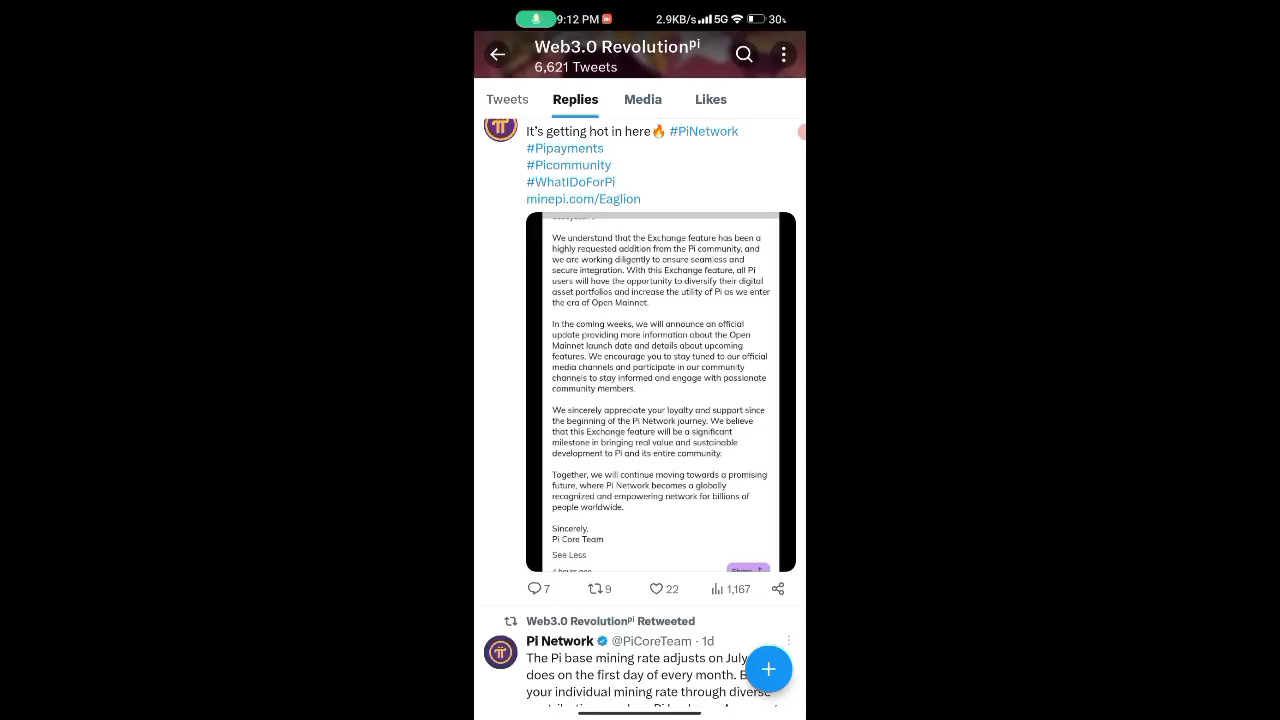 9:12 PM
2.9KB/s 5G 30%
Web3.0 Revolutionᵖⁱ
6,621 Tweets
Tweets Replies Media Likes
It's getting hot in here🔥 #PiNetwork
#Pipayments
#Picommunity
#WhatIDoForPi
minepi.com/Eaglion
We understand that the Exchange feature has been a
highly requested addition from the Pi community, and
we are working diligently to ensure seamless and
secure integration. With this Exchange feature, all Pi
users will have the opportunity to diversify their digital
asset portfolios and increase the utility of Pi as we enter
the era of Open Mainnet.
In the coming weeks, we will announce an official
update providing more information about the Open
Mainnet launch date and details about upcoming
features. We encourage you to stay tuned to our official
media channels and participate in our community
channels to stay informed and engage with passionate
community members.
We sincerely appreciate your loyalty and support since
the beginning of the Pi Network journey. We believe
that this Exchange feature will be a significant
milestone in bringing real value and sustainable
development to Pi and its entire community.
Together, we will continue moving towards a promising
future, where Pi Network becomes a globally
recognized and empowering network for billions of
people worldwide.
Sincerely,
Pi Core Team
See Less
4 hours ago Share
7 9 22 1,167
Web3.0 Revolutionᵖⁱ Retweeted
Pi Network @PiCoreTeam · 1d
The Pi base mining rate adjusts on July
does on the first day of every month. B
your individual mining rate through diverse